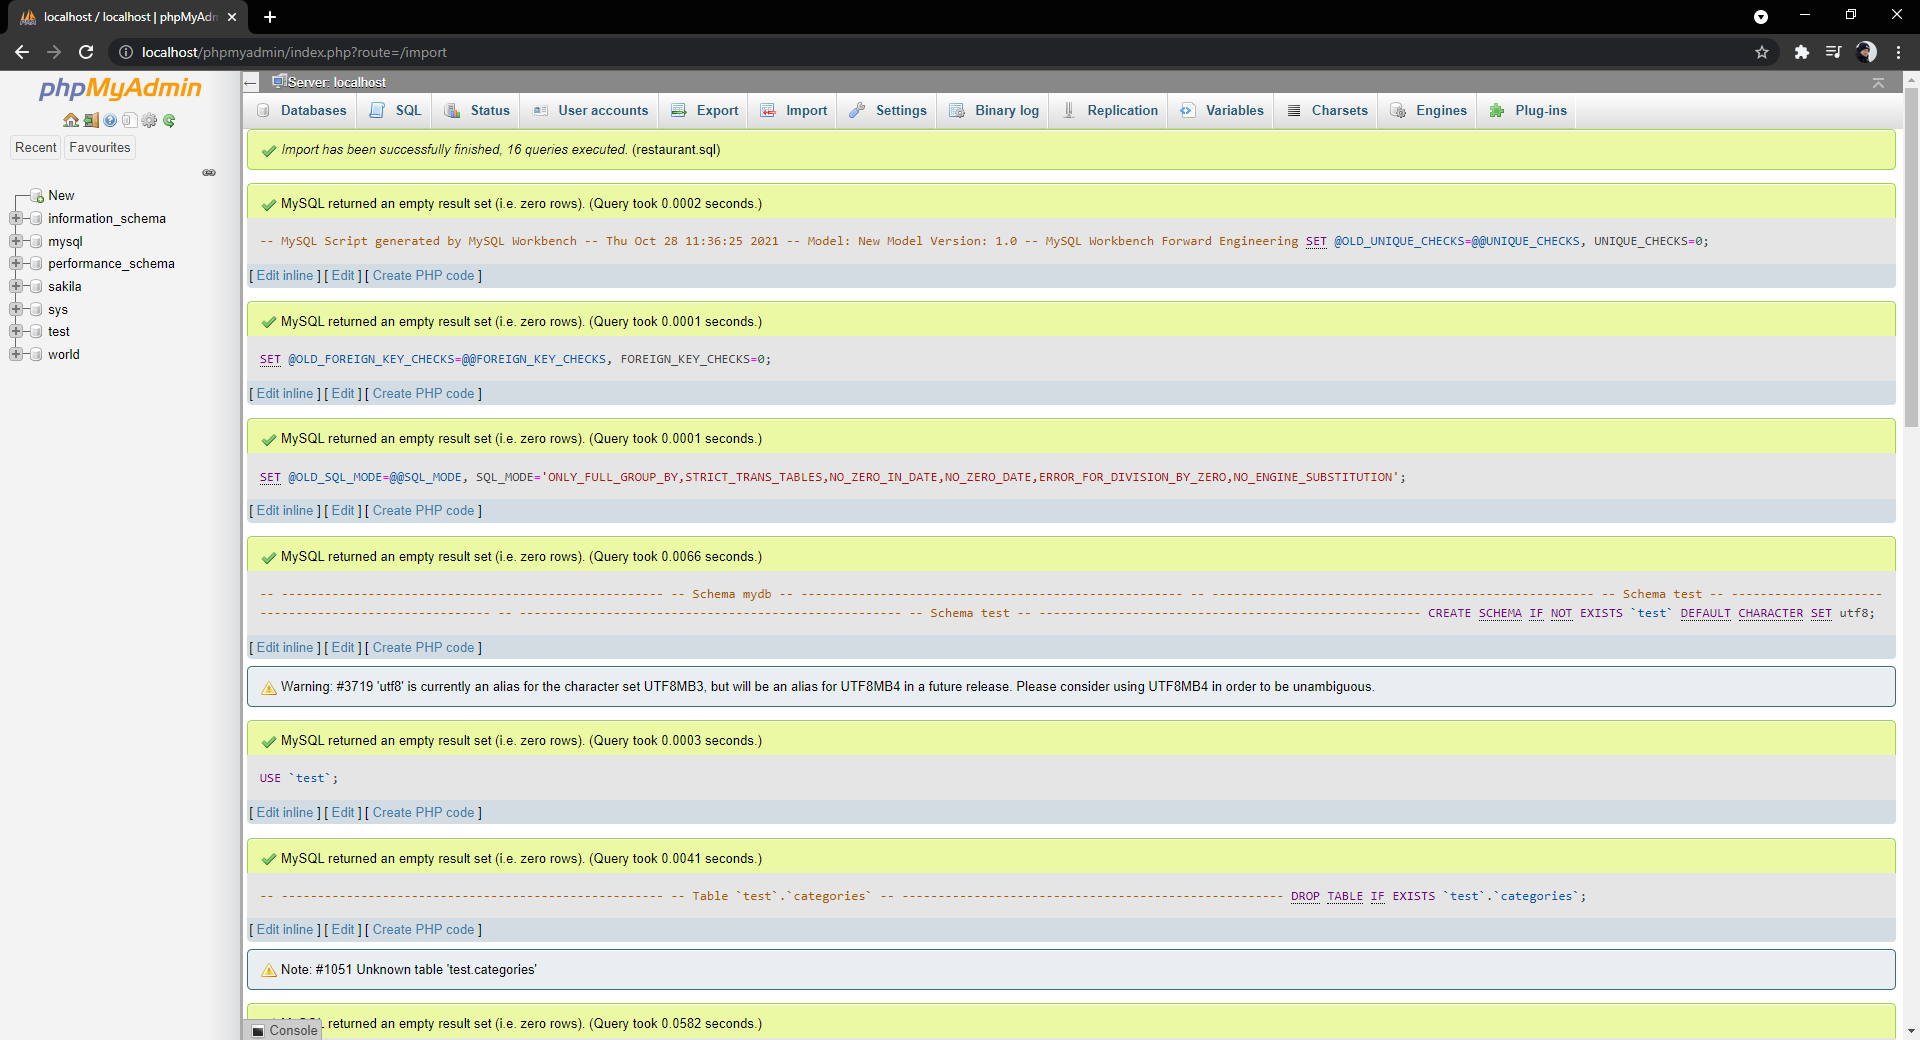 localhost / localhost | phpMyAdm
localhost/phpmyadmin/index.php?route=/import
phpMyAdmin
Recent
Favourites
New
information_schema
mysql
performance_schema
sakila
sys
test
world
Server: localhost
Databases
SQL
Status
User accounts
Export
Import
Settings
Binary log
Replication
Variables
Charsets
Engines
Plug-ins
Import has been successfully finished, 16 queries executed. (restaurant.sql)
MySQL returned an empty result set (i.e. zero rows). (Query took 0.0002 seconds.)
-- MySQL Script generated by MySQL Workbench -- Thu Oct 28 11:36:25 2021 -- Model: New Model Version: 1.0 -- MySQL Workbench Forward Engineering SET @OLD_UNIQUE_CHECKS=@@UNIQUE_CHECKS, UNIQUE_CHECKS=0;
[ Edit inline ] [ Edit ] [ Create PHP code ]
MySQL returned an empty result set (i.e. zero rows). (Query took 0.0001 seconds.)
SET @OLD_FOREIGN_KEY_CHECKS=@@FOREIGN_KEY_CHECKS, FOREIGN_KEY_CHECKS=0;
[ Edit inline ] [ Edit ] [ Create PHP code ]
MySQL returned an empty result set (i.e. zero rows). (Query took 0.0001 seconds.)
SET @OLD_SQL_MODE=@@SQL_MODE, SQL_MODE='ONLY_FULL_GROUP_BY,STRICT_TRANS_TABLES,NO_ZERO_IN_DATE,NO_ZERO_DATE,ERROR_FOR_DIVISION_BY_ZERO,NO_ENGINE_SUBSTITUTION';
[ Edit inline ] [ Edit ] [ Create PHP code ]
MySQL returned an empty result set (i.e. zero rows). (Query took 0.0066 seconds.)
-- ----------------------------------------------------- -- Schema mydb -- ----------------------------------------------------- -- ----------------------------------------------------- -- Schema test -- ---------------------
-------------------------------- -- ----------------------------------------------------- -- Schema test -- ----------------------------------------------------- CREATE SCHEMA IF NOT EXISTS `test` DEFAULT CHARACTER SET utf8;
[ Edit inline ] [ Edit ] [ Create PHP code ]
Warning: #3719 'utf8' is currently an alias for the character set UTF8MB3, but will be an alias for UTF8MB4 in a future release. Please consider using UTF8MB4 in order to be unambiguous.
MySQL returned an empty result set (i.e. zero rows). (Query took 0.0003 seconds.)
USE `test`;
[ Edit inline ] [ Edit ] [ Create PHP code ]
MySQL returned an empty result set (i.e. zero rows). (Query took 0.0041 seconds.)
-- ----------------------------------------------------- -- Table `test`.`categories` -- ----------------------------------------------------- DROP TABLE IF EXISTS `test`.`categories`;
[ Edit inline ] [ Edit ] [ Create PHP code ]
Note: #1051 Unknown table 'test.categories'
returned an empty result set (i.e. zero rows). (Query took 0.0582 seconds.)
Console